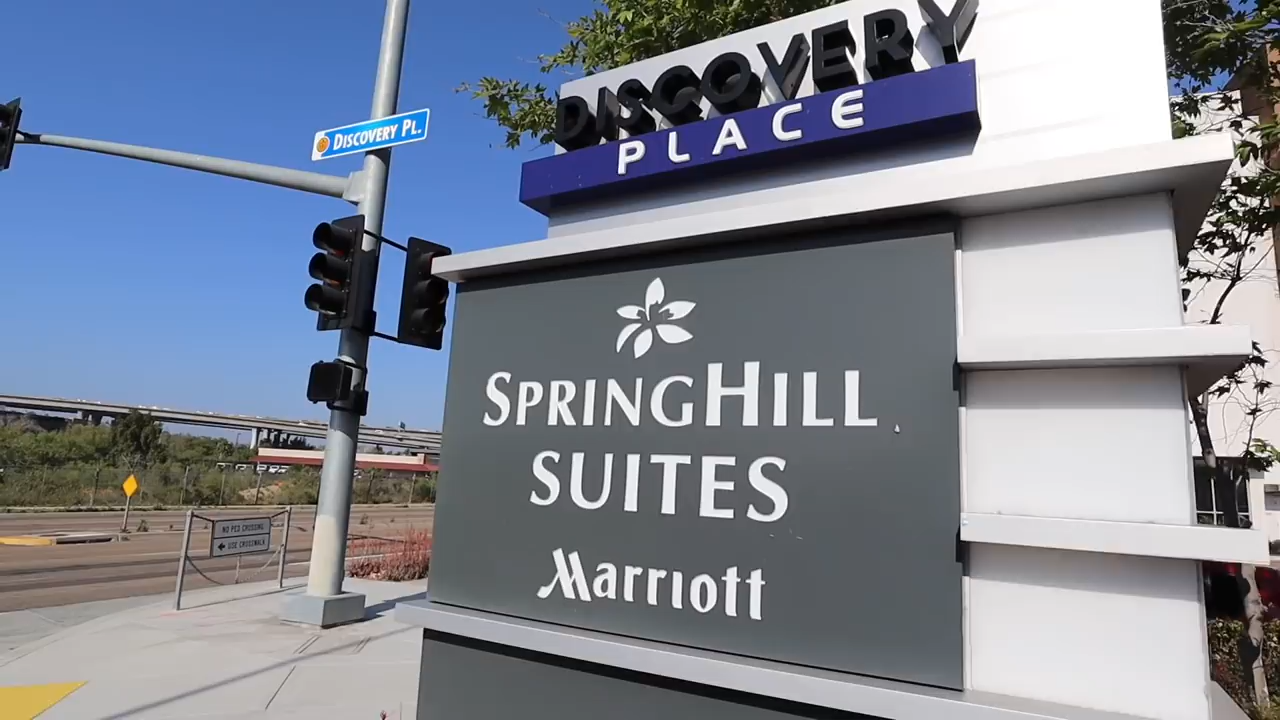 DISCOVERY
PLACE
DISCOVERY PL.
SPRINGHILL
SUITES
Marriott
NO PED CROSSING
USE CROSSWALK